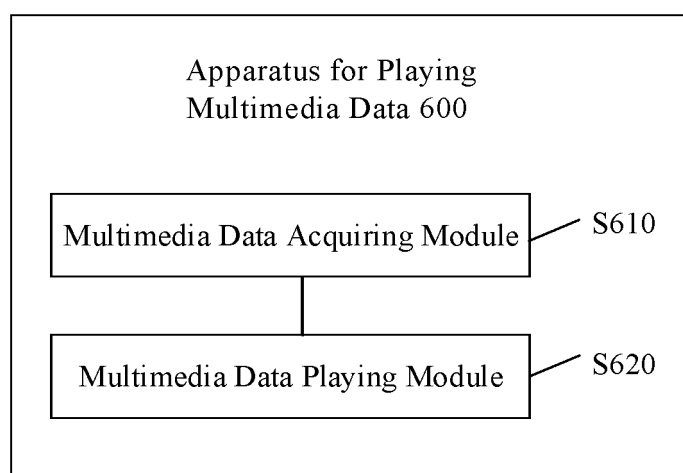 Apparatus for Playing
Multimedia Data 600
Multimedia Data Acquiring Module
S610
Multimedia Data Playing Module
S620